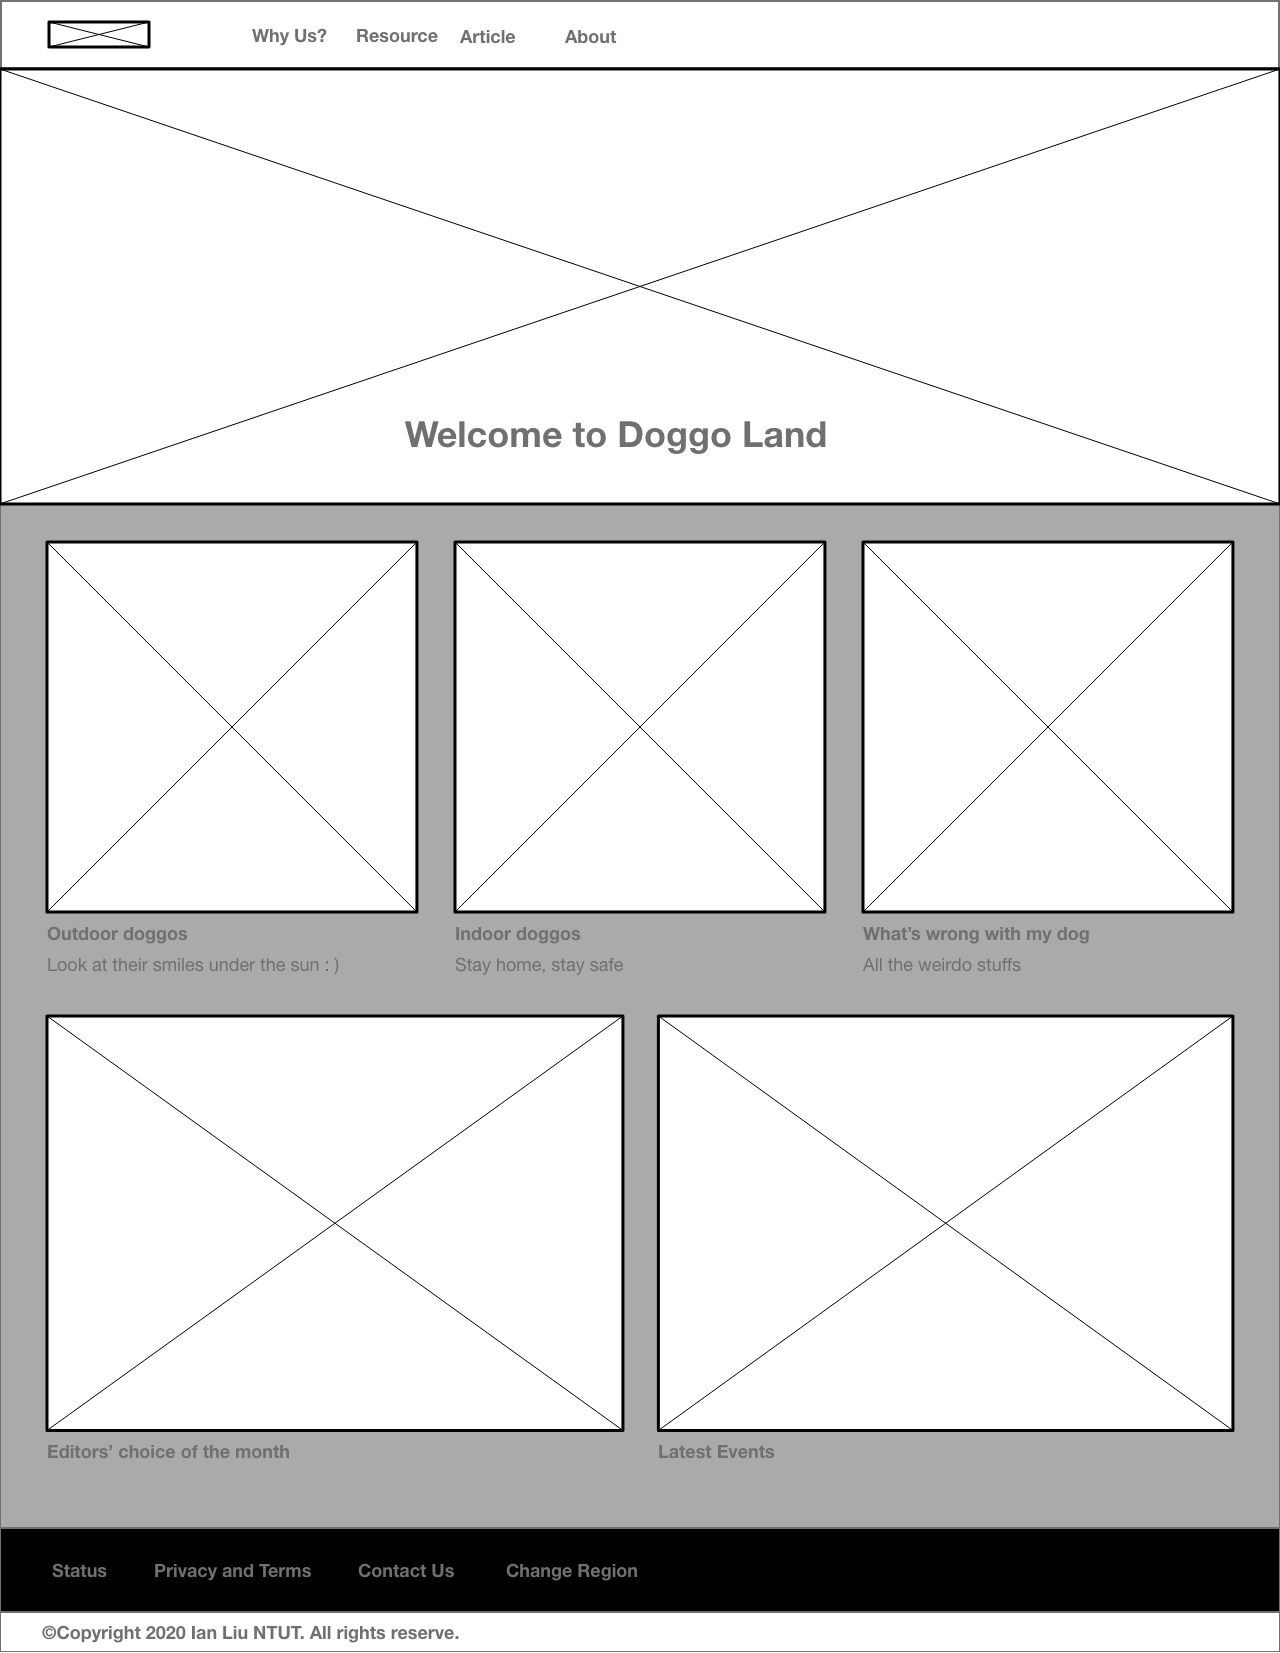 Why Us? Resource Article About
Welcome to Doggo Land
Outdoor doggos
Look at their smiles under the sun : )
Indoor doggos
Stay home, stay safe
What’s wrong with my dog
All the weirdo stuffs
Editors’ choice of the month
Latest Events
Status Privacy and Terms Contact Us Change Region
©Copyright 2020 Ian Liu NTUT. All rights reserve.